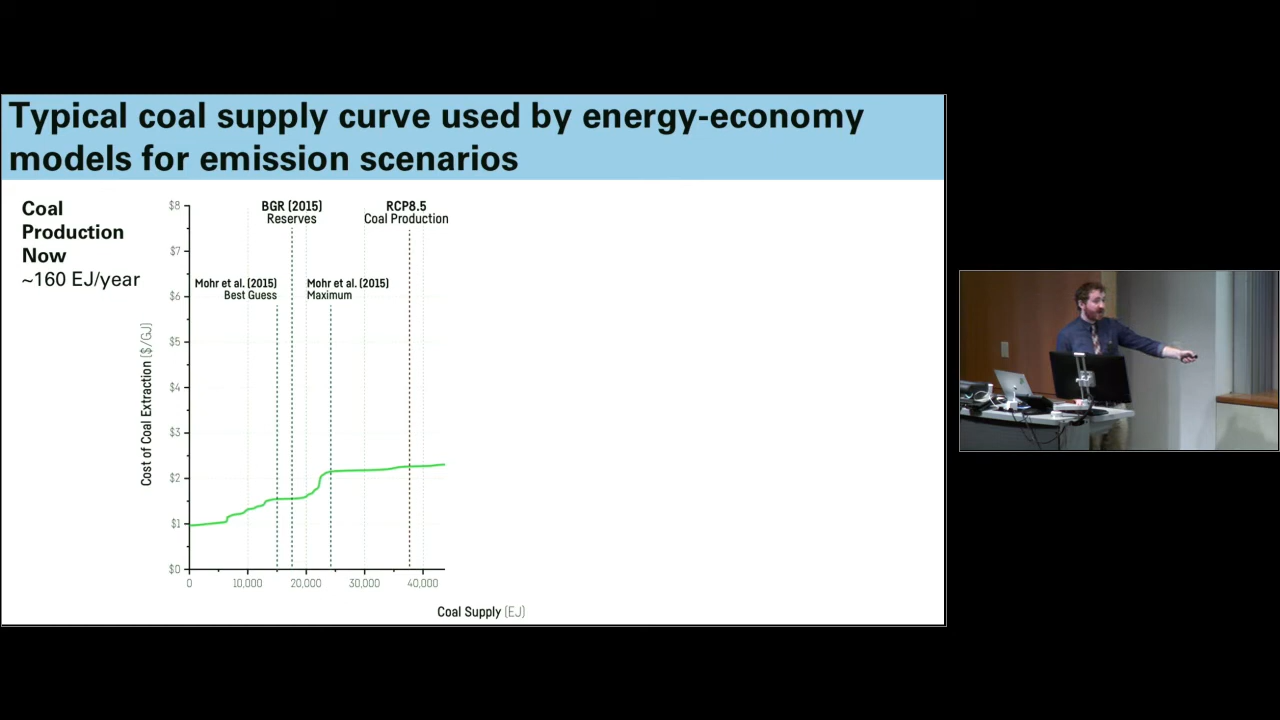 Typical coal supply curve used by energy-economy
models for emission scenarios
Coal
Production
Now
~160 EJ/year
BGR (2015)
Reserves
RCP8.5
Coal Production
Mohr et al. (2015)
Best Guess
Mohr et al. (2015)
Maximum
Cost of Coal Extraction ($/GJ)
$8
$7
$6
$5
$4
$3
$2
$1
$0
0
10,000
20,000
30,000
40,000
Coal Supply (EJ)